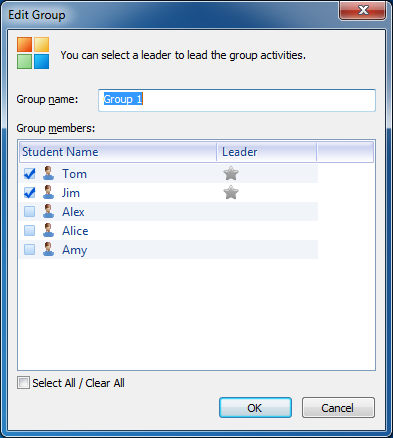 Edit Group
You can select a leader to lead the group activities.
Group name: Group 1
Group members:
Student Name Leader
Tom
Jim
Alex
Alice
Amy
Select All / Clear All
OK Cancel